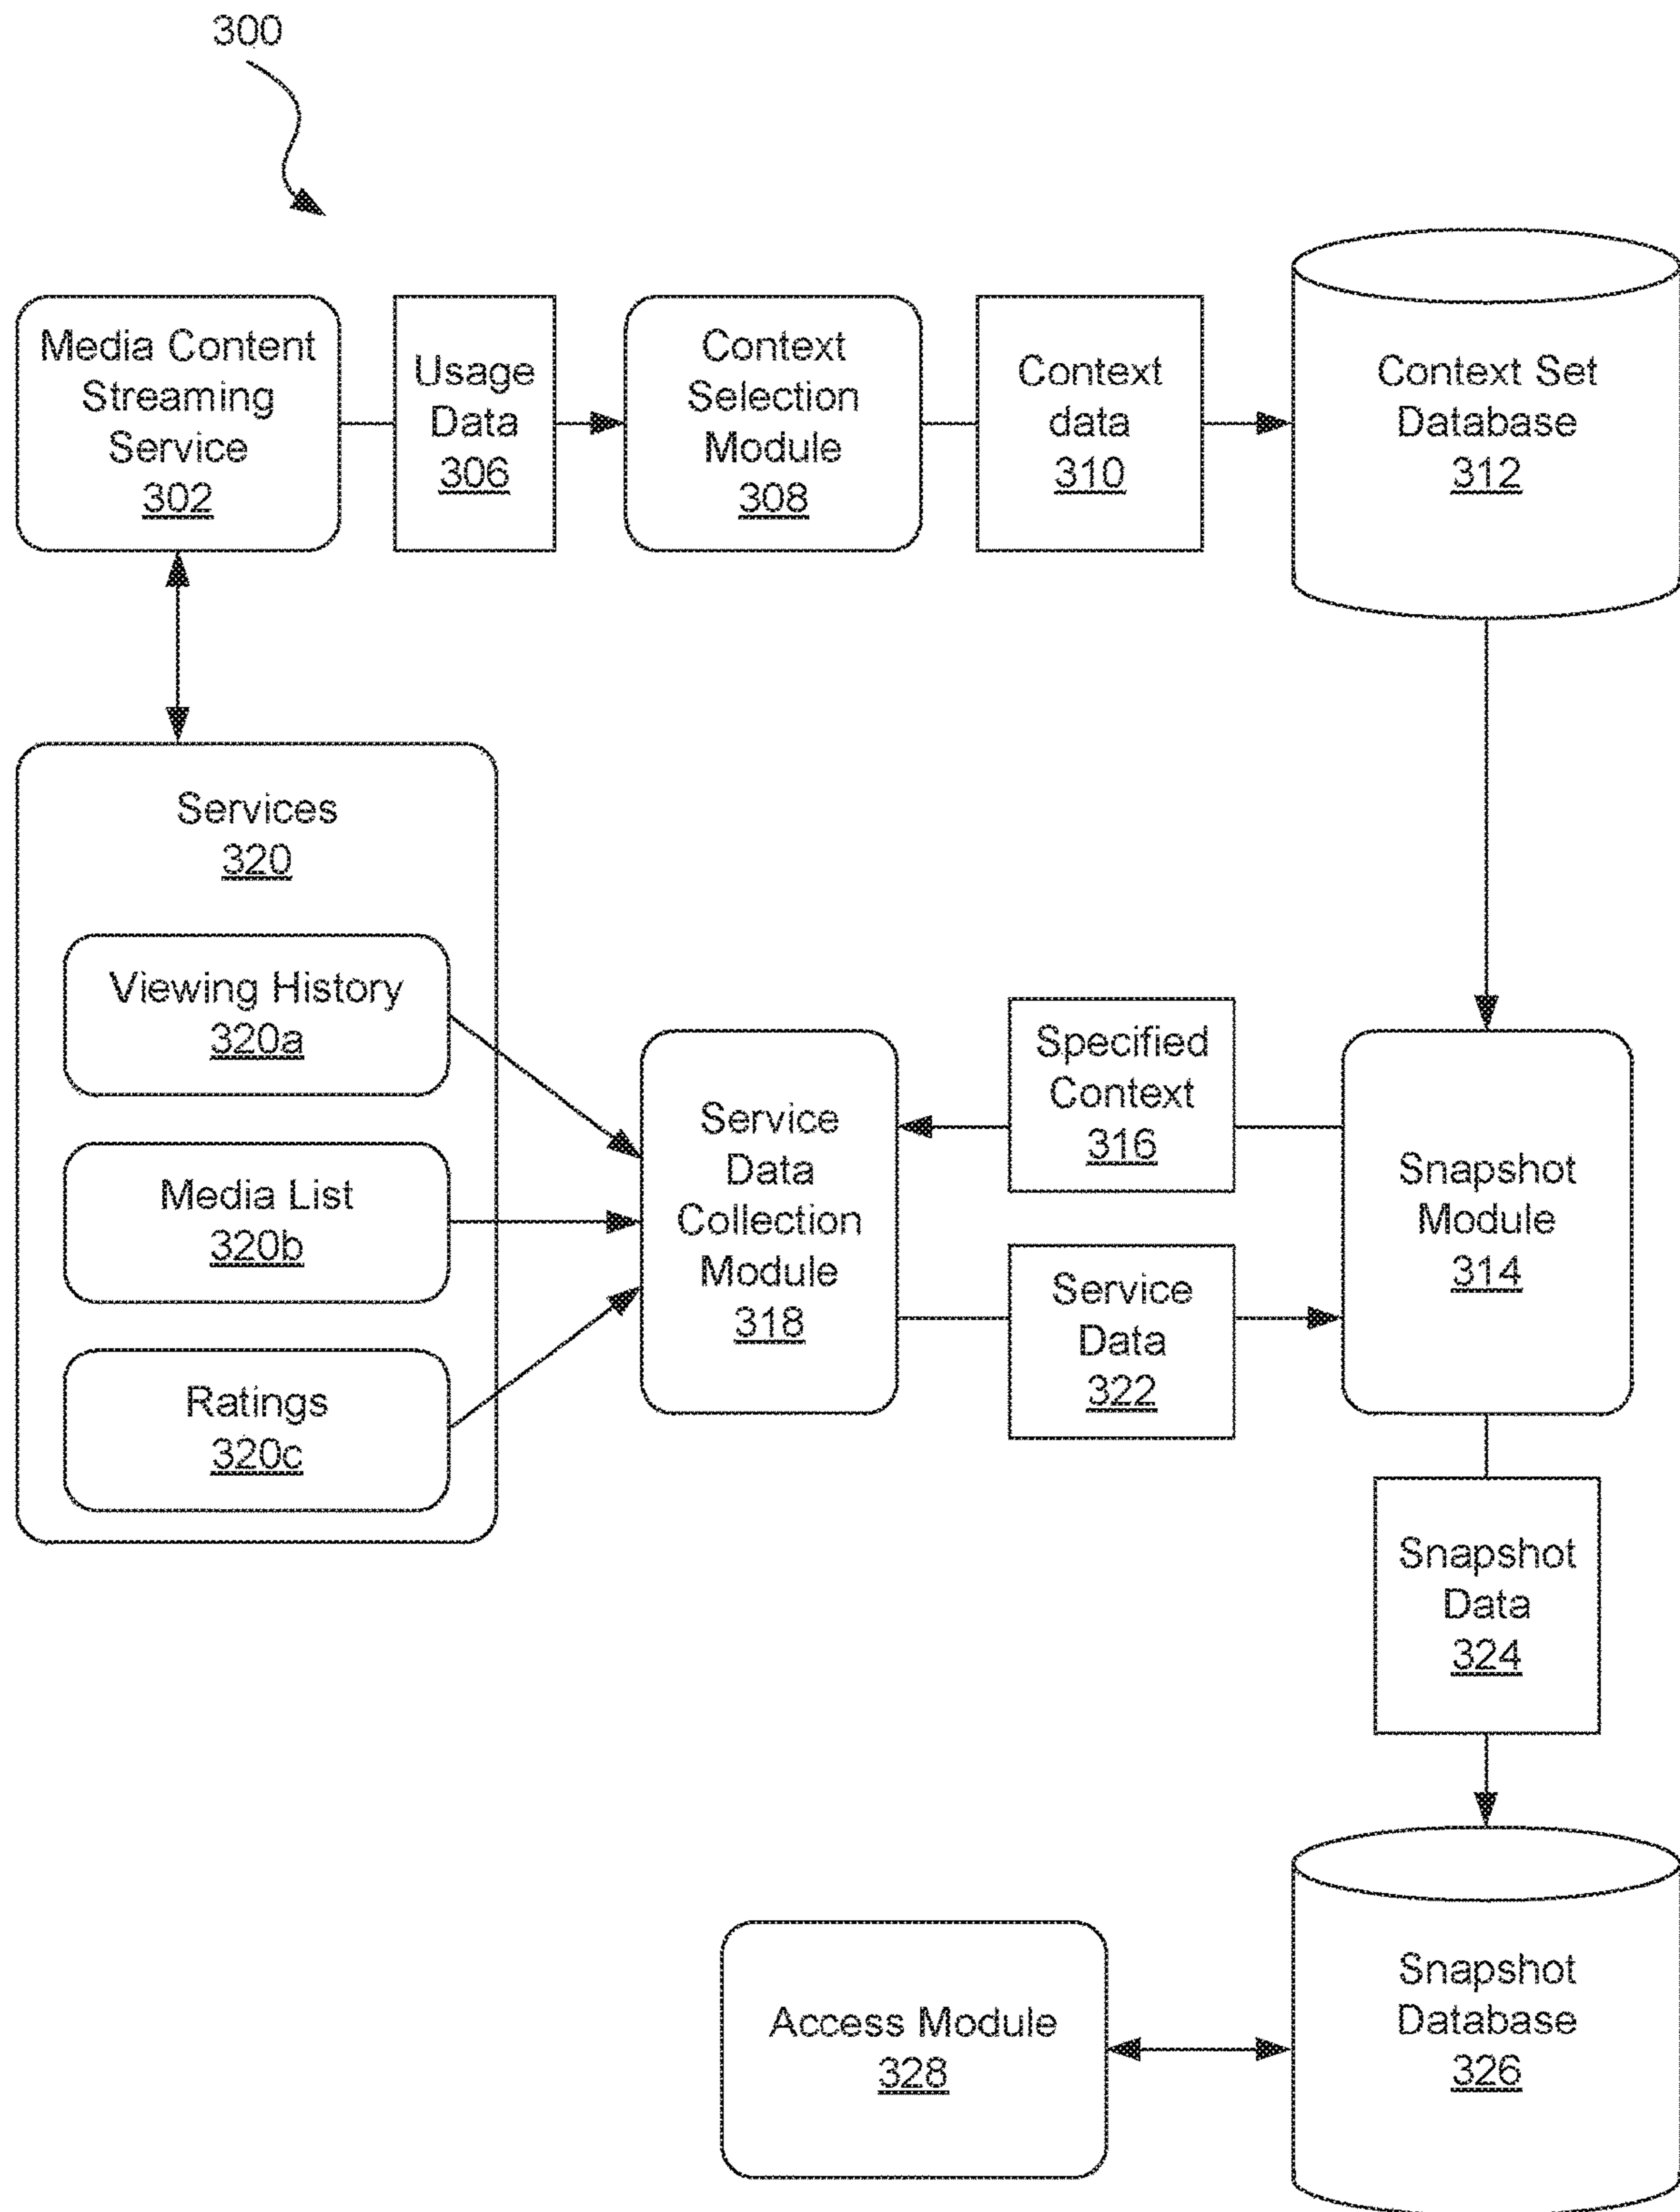 300
Media Content
Streaming
Service
302
Usage
Data
306
Context
Selection
Module
308
Context
data
310
Context Set
Database
312
Services
320
Viewing History
320a
Media List
320b
Ratings
320c
Service
Data
Collection
Module
318
Specified
Context
316
Service
Data
322
Snapshot
Module
314
Snapshot
Data
324
Access Module
328
Snapshot
Database
326